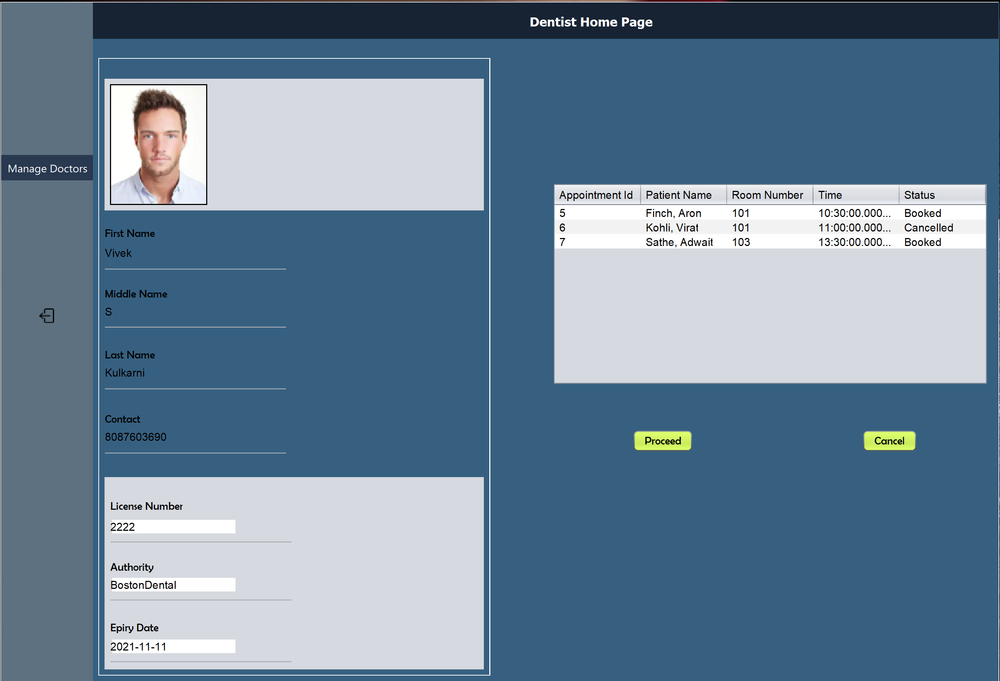 Dentist Home Page
Manage Doctors
First Name
Vivek
Middle Name
S
Last Name
Kulkarni
Contact
8087603690
License Number
2222
Authority
BostonDental
Epiry Date
2021-11-11
Appointment Id Patient Name Room Number Time Status
5 Finch, Aron 101 10:30:00.000... Booked
6 Kohli, Virat 101 11:00:00.000... Cancelled
7 Sathe, Adwait 103 13:30:00.000... Booked
Proceed Cancel